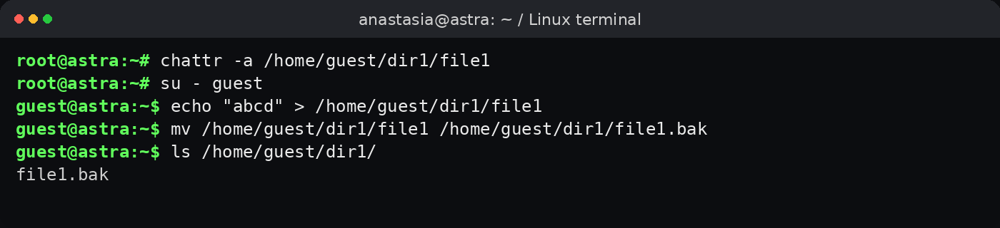 anastasia@astra: ~ / Linux terminal
root@astra:~# chattr -a /home/guest/dir1/file1
root@astra:~# su - guest
guest@astra:~$ echo "abcd" > /home/guest/dir1/file1
guest@astra:~$ mv /home/guest/dir1/file1 /home/guest/dir1/file1.bak
guest@astra:~$ ls /home/guest/dir1/
file1.bak